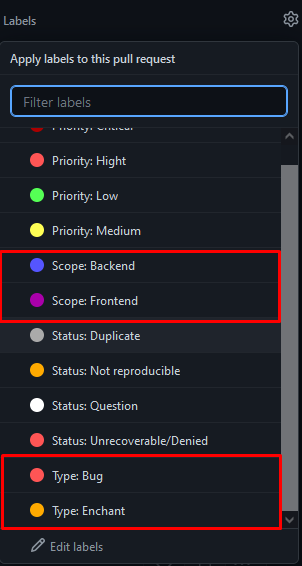 Labels
Apply labels to this pull request
Filter labels
Priority: Critical
Priority: Hight
Priority: Low
Priority: Medium
Scope: Backend
Scope: Frontend
Status: Duplicate
Status: Not reproducible
Status: Question
Status: Unrecoverable/Denied
Type: Bug
Type: Enchant
Edit labels